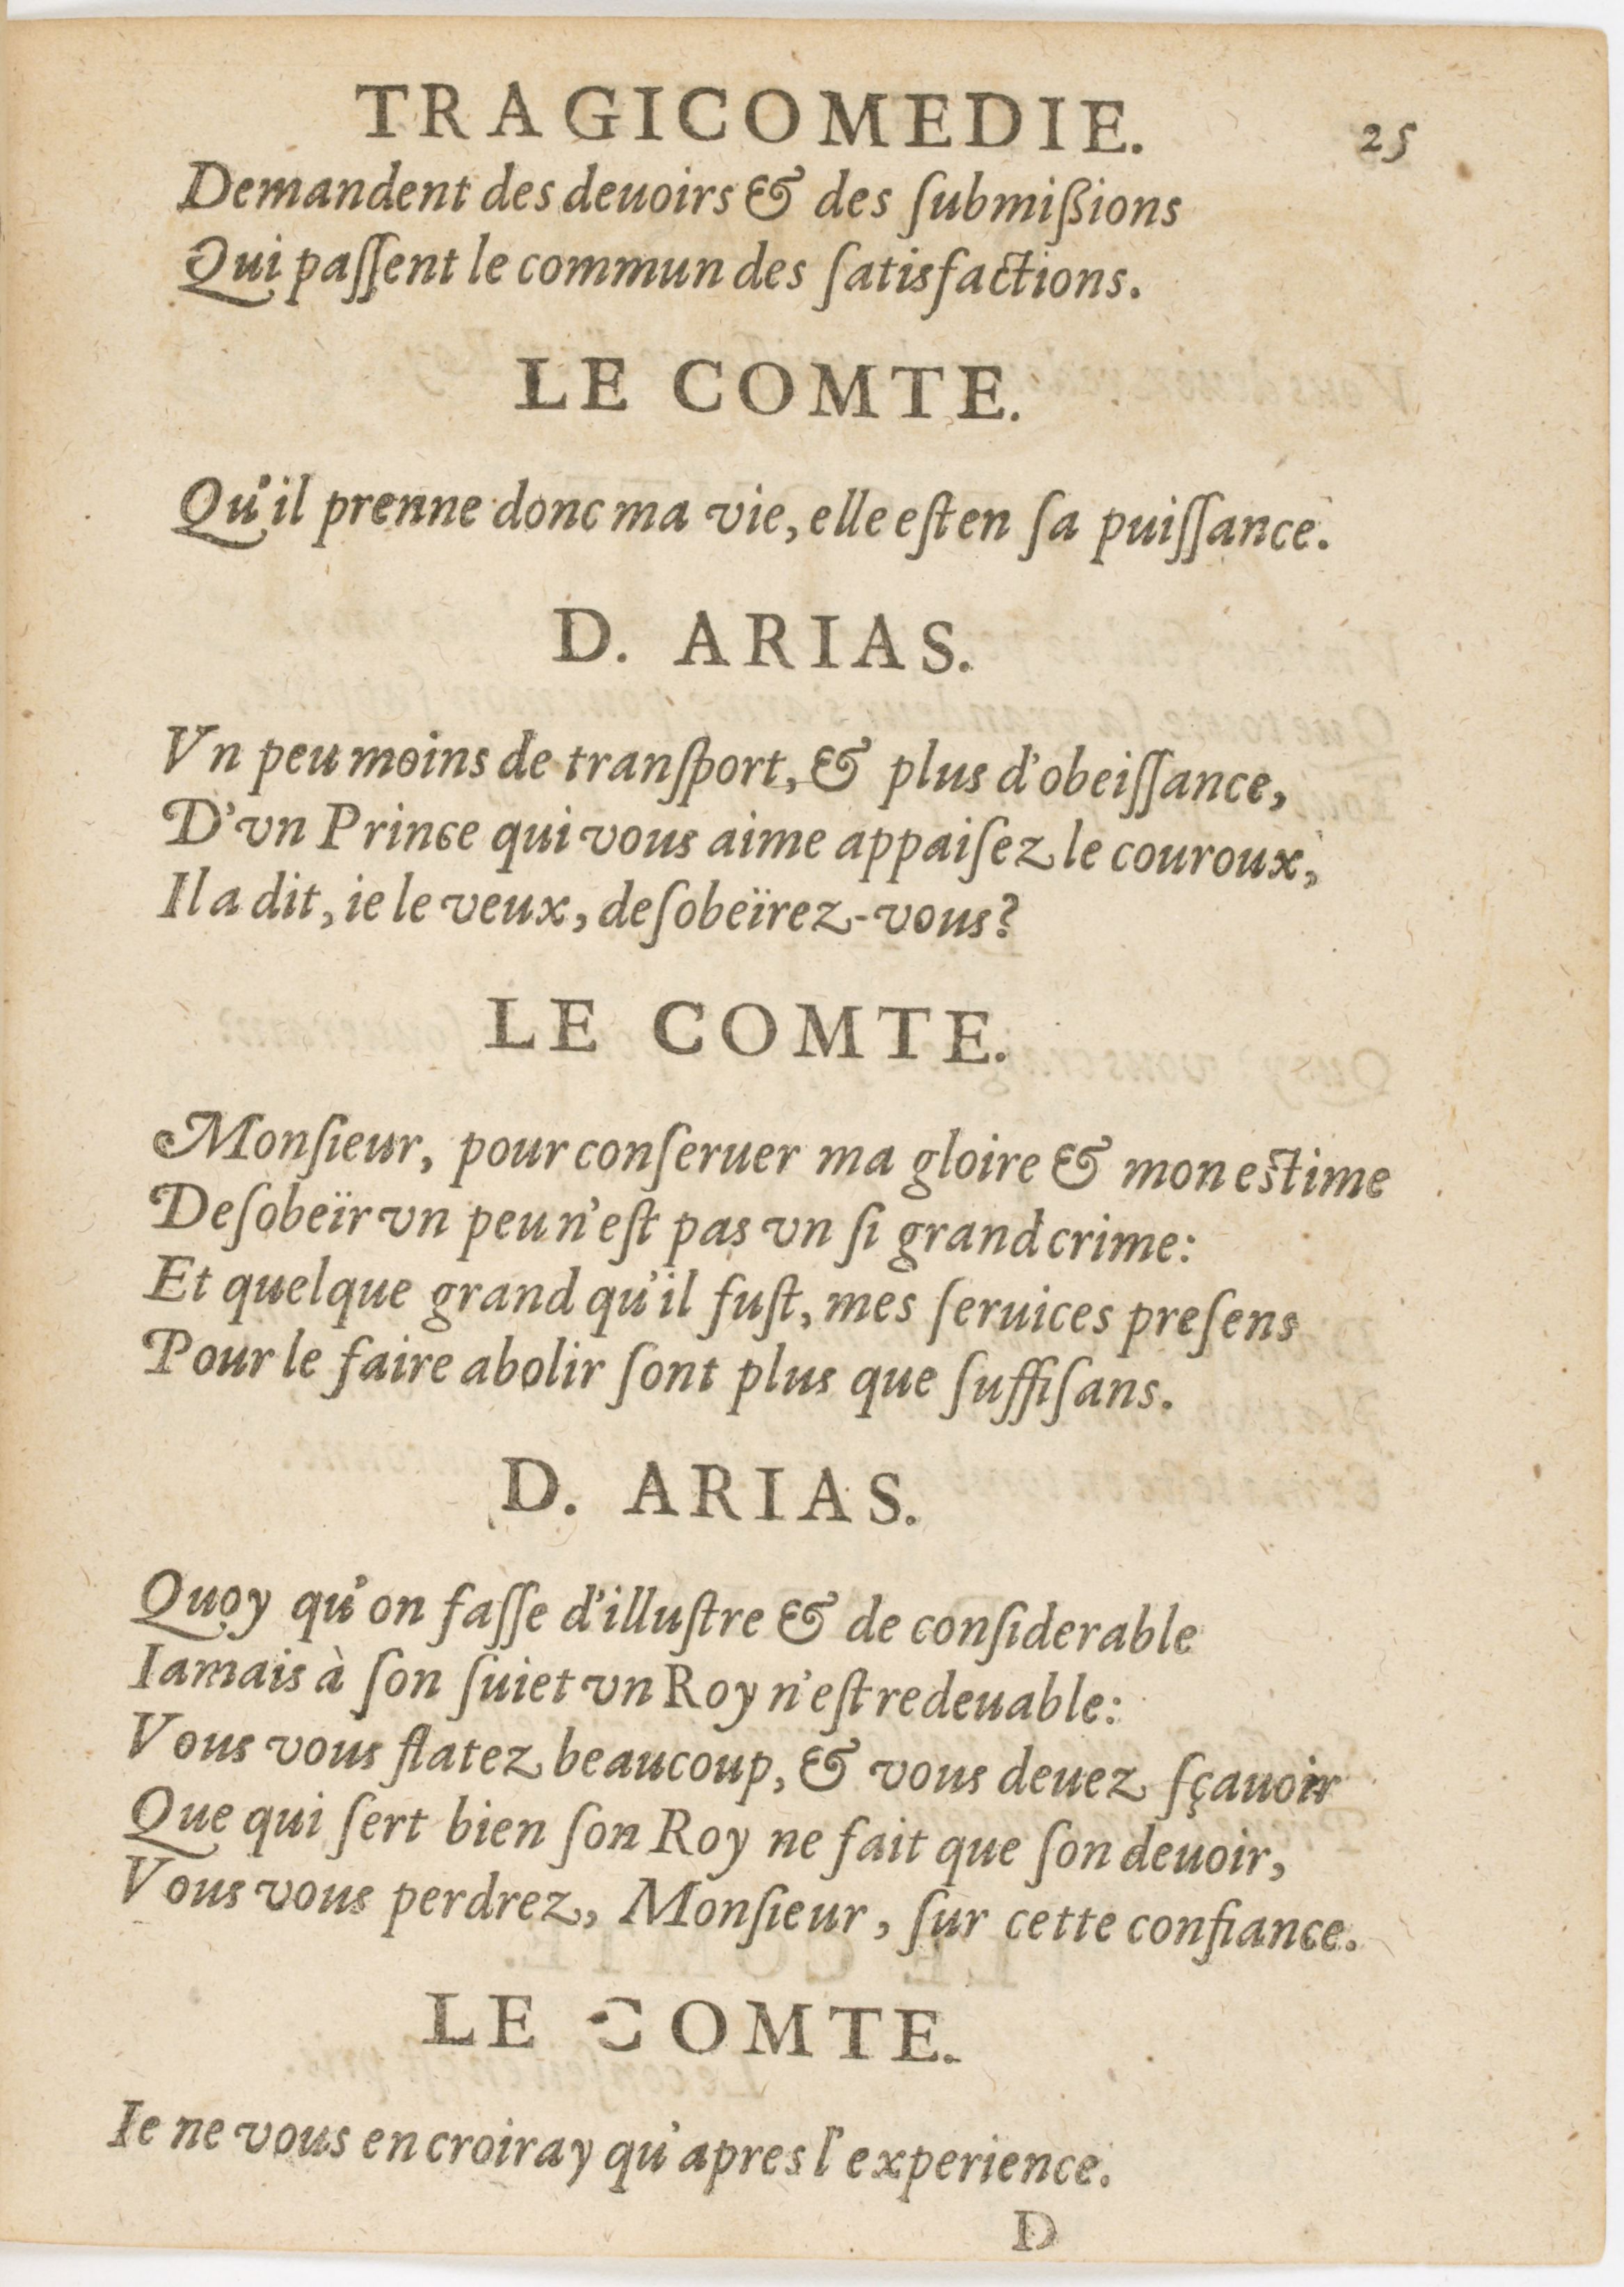 TRAGICOMEDIE. 25
Demandent des deuoirs & des ſubmißions
Qui paſſent le commun des ſatisfactions.
LE COMTE.
Qu'il prenne donc ma vie, elle eſt en ſa puiſſance.
D. ARIAS.
Vn peu moins de tranſport, & plus d'obeiſſance,
D'vn Prince qui vous aime appaiſez le couroux,
Il a dit, ie le veux, deſobeïrez-vous?
LE COMTE.
Monſieur, pour conſeruer ma gloire & mon estime
Deſobeïr vn peu n'eſt pas vn ſi grand crime:
Et quelque grand qu'il fuſt, mes ſeruices preſens
Pour le faire abolir ſont plus que ſuffiſans.
D. ARIAS.
Quoy qu'on faſſe d'illuſtre & de conſiderable
Iamais à ſon ſuiet vn Roy n'eſt redeuable:
Vous vous flatez beaucoup, & vous deuez ſçauoir
Que qui ſert bien ſon Roy ne fait que ſon deuoir,
Vous vous perdrez, Monſieur, ſur cette confiance.
LE COMTE.
Ie ne vous en croiray qu'apres l'experience.
D